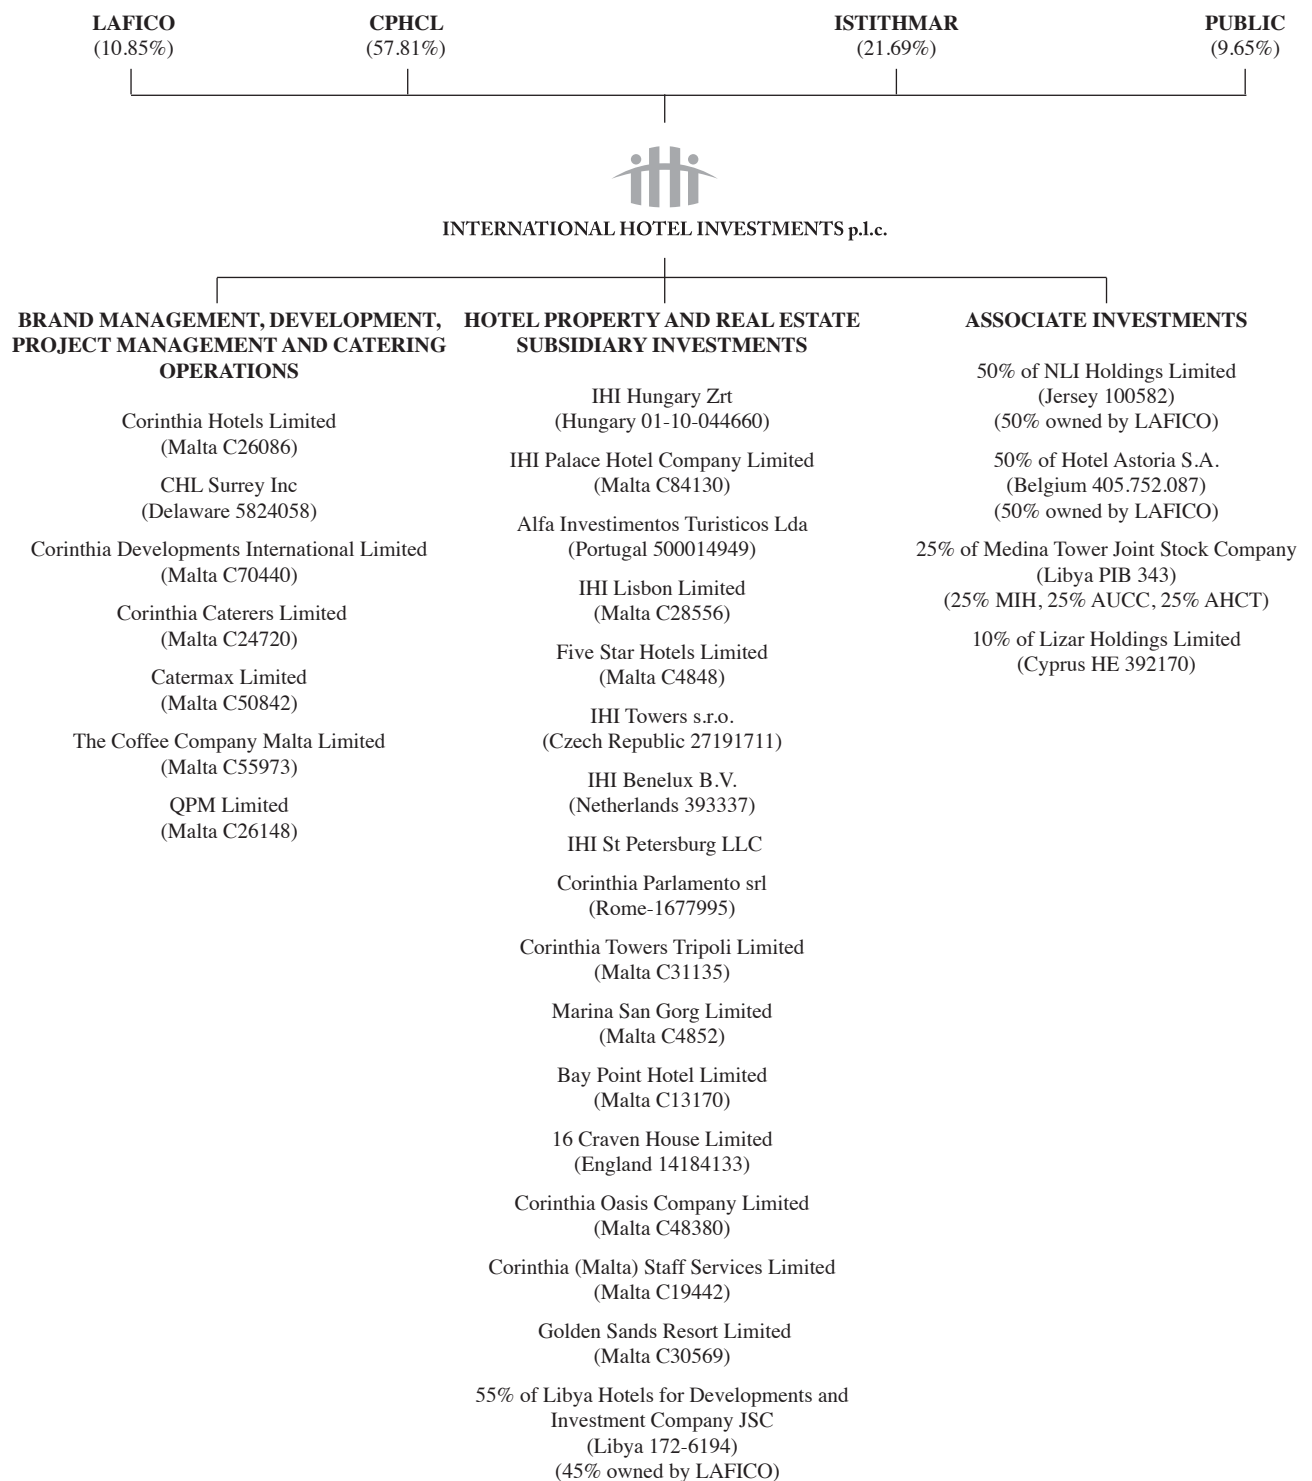 LAFICO
(10.85%)
CPHCL
(57.81%)
ISTITHMAR
(21.69%)
PUBLIC
(9.65%)
INTERNATIONAL HOTEL INVESTMENTS p.l.c.
BRAND MANAGEMENT, DEVELOPMENT,
PROJECT MANAGEMENT AND CATERING
OPERATIONS
Corinthia Hotels Limited
(Malta C26086)
CHL Surrey Inc
(Delaware 5824058)
Corinthia Developments International Limited
(Malta C70440)
Corinthia Caterers Limited
(Malta C24720)
Catermax Limited
(Malta C50842)
The Coffee Company Malta Limited
(Malta C55973)
QPM Limited
(Malta C26148)
HOTEL PROPERTY AND REAL ESTATE
SUBSIDIARY INVESTMENTS
IHI Hungary Zrt
(Hungary 01-10-044660)
IHI Palace Hotel Company Limited
(Malta C84130)
Alfa Investimentos Turisticos Lda
(Portugal 500014949)
IHI Lisbon Limited
(Malta C28556)
Five Star Hotels Limited
(Malta C4848)
IHI Towers s.r.o.
(Czech Republic 27191711)
IHI Benelux B.V.
(Netherlands 393337)
IHI St Petersburg LLC
Corinthia Parlamento srl
(Rome-1677995)
Corinthia Towers Tripoli Limited
(Malta C31135)
Marina San Gorg Limited
(Malta C4852)
Bay Point Hotel Limited
(Malta C13170)
16 Craven House Limited
(England 14184133)
Corinthia Oasis Company Limited
(Malta C48380)
Corinthia (Malta) Staff Services Limited
(Malta C19442)
Golden Sands Resort Limited
(Malta C30569)
55% of Libya Hotels for Developments and
Investment Company JSC
(Libya 172-6194)
(45% owned by LAFICO)
ASSOCIATE INVESTMENTS
50% of NLI Holdings Limited
(Jersey 100582)
(50% owned by LAFICO)
50% of Hotel Astoria S.A.
(Belgium 405.752.087)
(50% owned by LAFICO)
25% of Medina Tower Joint Stock Company
(Libya PIB 343)
(25% MIH, 25% AUCC, 25% AHCT)
10% of Lizar Holdings Limited
(Cyprus HE 392170)